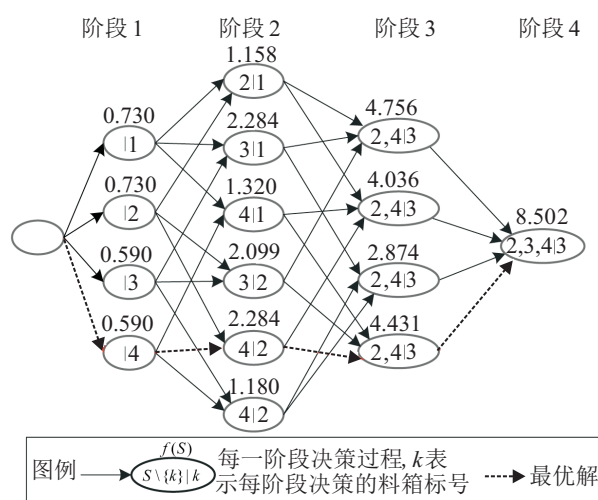 阶段 1 阶段 2 阶段 3 阶段 4
1.158
2|1
0.730 2.284 4.756
|1 3|1 2,4|3
0.730 1.320 4.036
|2 4|1 2,4|3 8.502
2,3,4|3
0.590 2.099 2.874
|3 3|2 2,4|3
0.590 2.284 4.431
|4 4|2 2,4|3
1.180
4|2
图例 f(S) S\{k}|k 每一阶段决策过程, k表
示每阶段决策的料箱标号 最优解